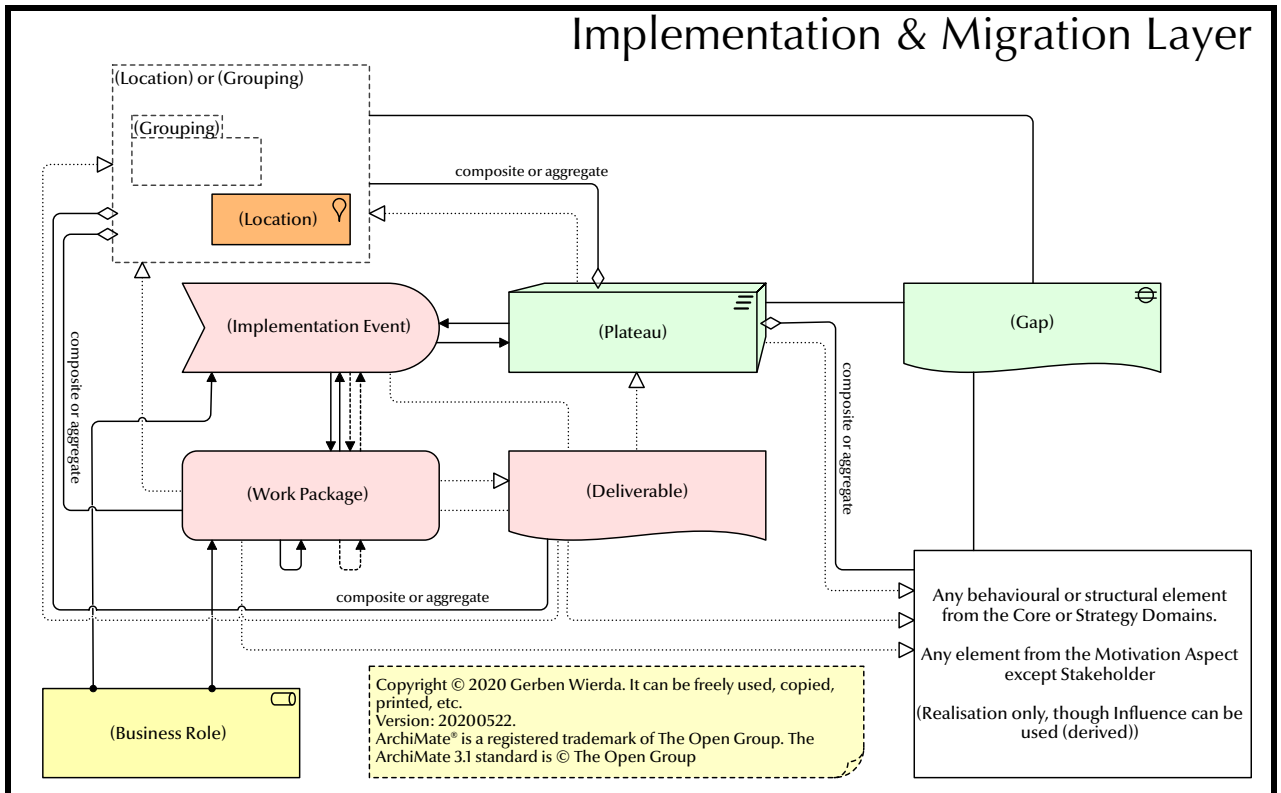 Implementation & Migration Layer
(Location) or (Grouping)
(Grouping)
composite or aggregate
(Location)
(Implementation Event)
(Plateau)
(Gap)
composite or aggregate
composite or aggregate
(Work Package)
(Deliverable)
composite or aggregate
Any behavioural or structural element
from the Core or Strategy Domains.
Any element from the Motivation Aspect
except Stakeholder
(Realisation only, though Influence can be
used (derived))
(Business Role)
Copyright © 2020 Gerben Wierda. It can be freely used, copied,
printed, etc.
Version: 20200522.
ArchiMate® is a registered trademark of The Open Group. The
ArchiMate 3.1 standard is © The Open Group